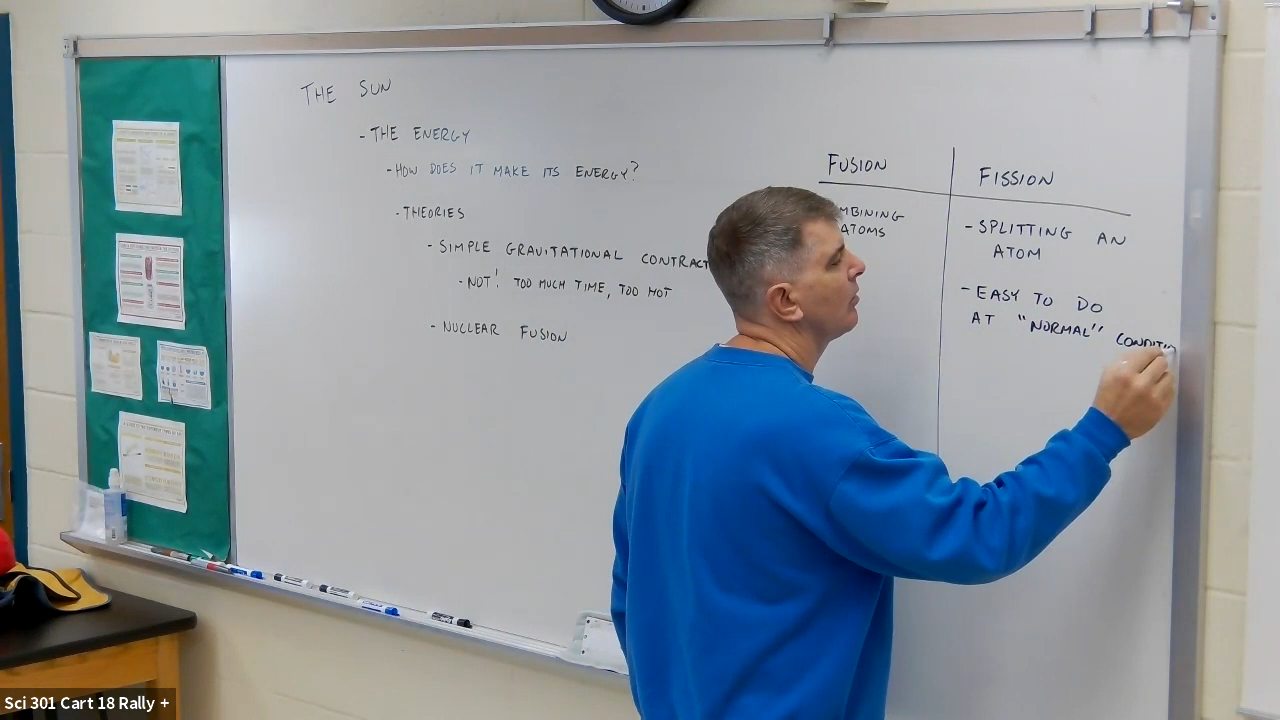 THE SUN
- THE ENERGY
- HOW DOES IT MAKE ITS ENERGY?
- THEORIES
- SIMPLE GRAVITATIONAL CONTRACT
- NOT! TOO MUCH TIME, TOO HOT
- NUCLEAR FUSION
FUSION
MBINING
ATOMS
FISSION
- SPLITTING AN
ATOM
- EASY TO DO
AT "NORMAL" CONDITI
Sci 301 Cart 18 Rally +